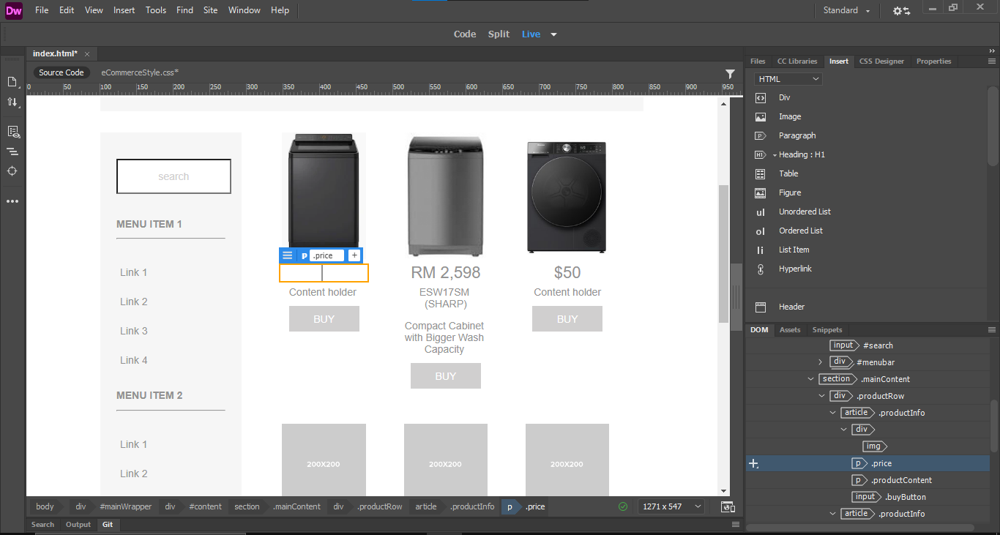 Dw File Edit View Insert Tools Find Site Window Help Standard
Code Split Live
index.html*
Source Code eCommerceStyle.css*
0 50 100 150 200 250 300 350 400 450 500 550 600 650 700 750 800 850 900 950
search
MENU ITEM 1
Link 1
Link 2
Link 3
Link 4
MENU ITEM 2
Link 1
Link 2
p .price +
Content holder
BUY
RM 2,598
ESW17SM
(SHARP)
Compact Cabinet
with Bigger Wash
Capacity
BUY
$50
Content holder
BUY
200X200 200X200 200X200
body div #mainWrapper div #content section .mainContent div .productRow article .productInfo p .price 1271 x 547
Search Output Git
Files CC Libraries Insert CSS Designer Properties
HTML
Div
Image
Paragraph
H1 Heading : H1
Table
Figure
ul Unordered List
ol Ordered List
li List Item
Hyperlink
Header
DOM Assets Snippets
input #search
div #menubar
section .mainContent
div .productRow
article .productInfo
div
img
p .price
p .productContent
input .buyButton
article .productInfo